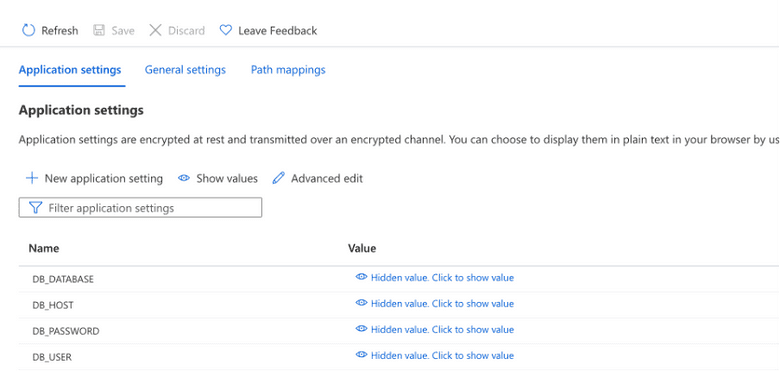 Refresh Save Discard Leave Feedback
Application settings General settings Path mappings
Application settings
Application settings are encrypted at rest and transmitted over an encrypted channel. You can choose to display them in plain text in your browser by us
New application setting Show values Advanced edit
Filter application settings
Name Value
DB_DATABASE Hidden value. Click to show value
DB_HOST Hidden value. Click to show value
DB_PASSWORD Hidden value. Click to show value
DB_USER Hidden value. Click to show value